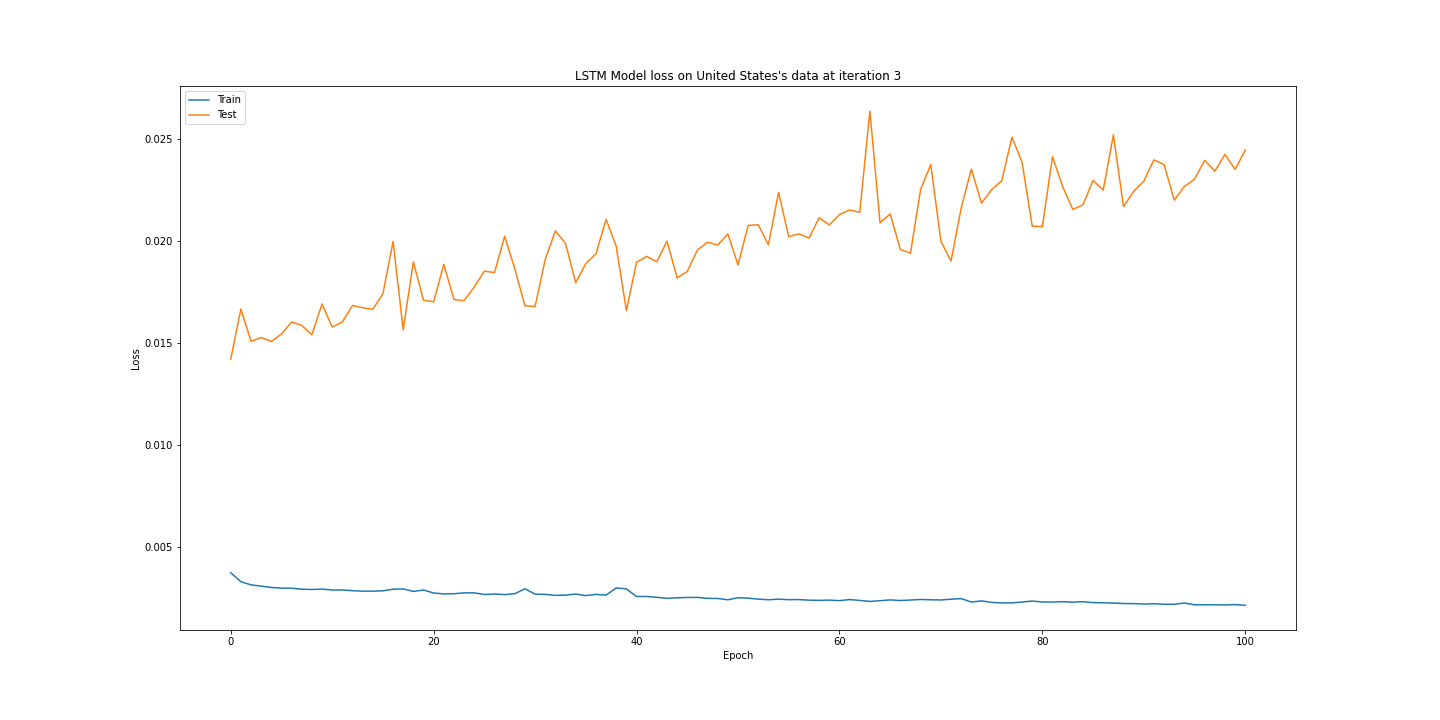 LSTM Model loss on United States's data at iteration 3
Train
Test
0.025
0.020
0.015
0.010
0.005
Loss
0 20 40 60 80 100
Epoch